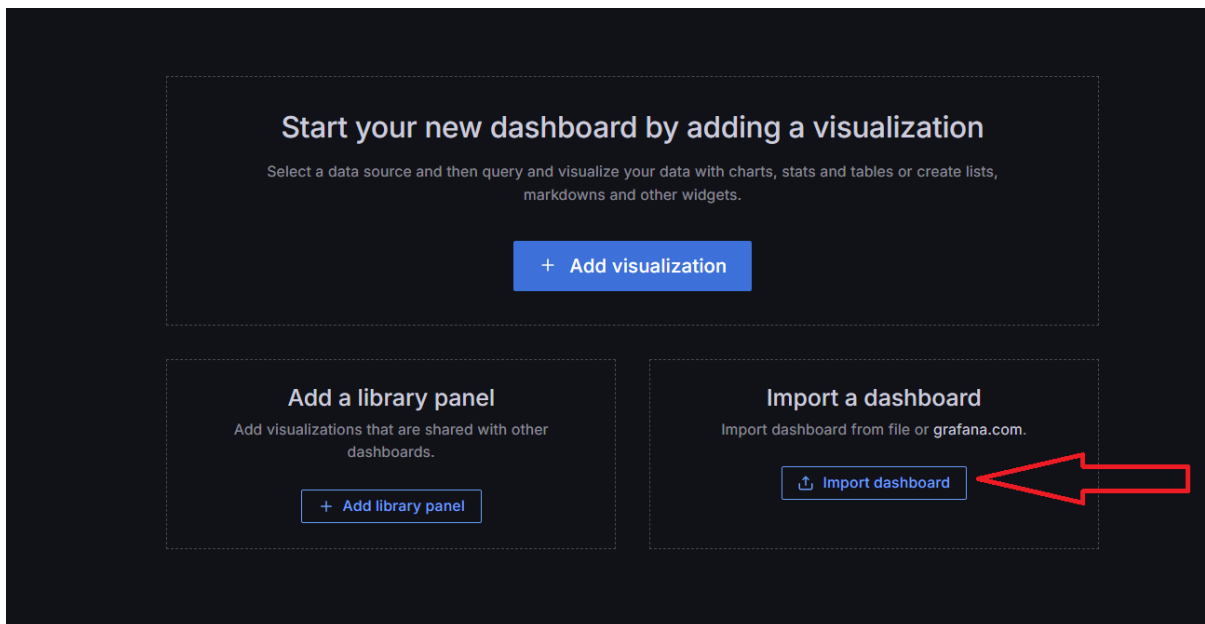 Start your new dashboard by adding a visualization
Select a data source and then query and visualize your data with charts, stats and tables or create lists,
markdowns and other widgets.
+ Add visualization
Add a library panel
Add visualizations that are shared with other
dashboards.
+ Add library panel
Import a dashboard
Import dashboard from file or grafana.com.
Import dashboard